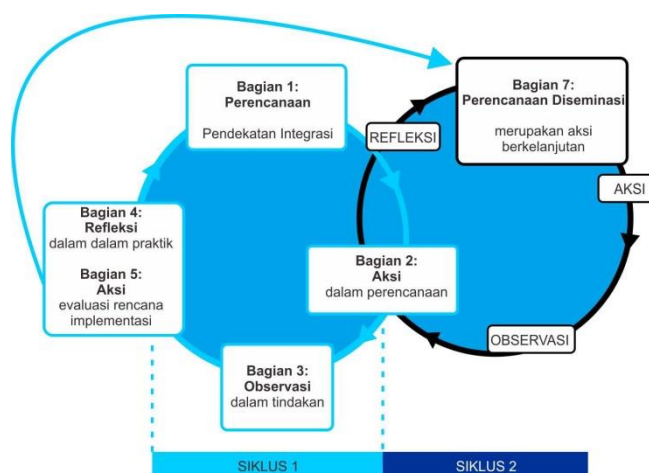 Bagian 1:
Perencanaan
Pendekatan Integrasi
Bagian 7:
Perencanaan Diseminasi
merupakan aksi
berkelanjutan
REFLEKSI
AKSI
Bagian 4:
Refleksi
dalam dalam praktik
Bagian 5:
Aksi
evaluasi rencana
implementasi
Bagian 2:
Aksi
dalam perencanaan
OBSERVASI
Bagian 3:
Observasi
dalam tindakan
SIKLUS 1
SIKLUS 2